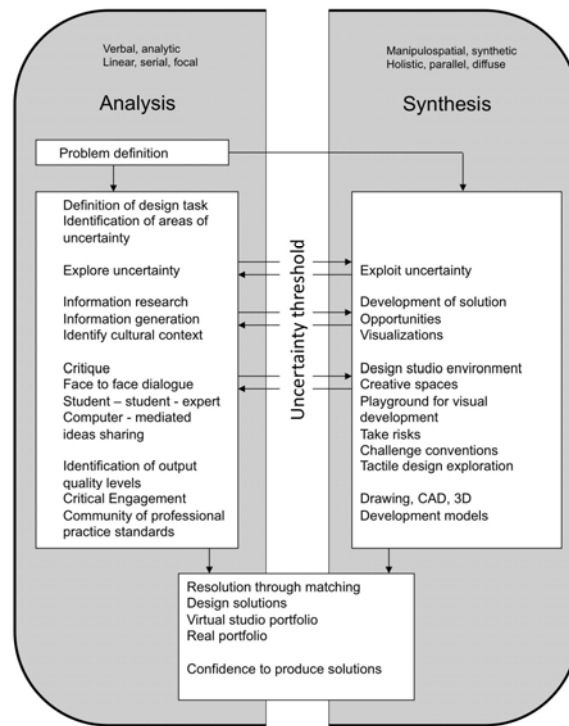 Verbal, analytic
Linear, serial, focal
Analysis
Manipulospatial, synthetic
Holistic, parallel, diffuse
Synthesis
Problem definition
Definition of design task
Identification of areas of
uncertainty
Explore uncertainty
Information research
Information generation
Identify cultural context
Critique
Face to face dialogue
Student – student - expert
Computer - mediated
ideas sharing
Identification of output
quality levels
Critical Engagement
Community of professional
practice standards
Uncertainty threshold
Exploit uncertainty
Development of solution
Opportunities
Visualizations
Design studio environment
Creative spaces
Playground for visual
development
Take risks
Challenge conventions
Tactile design exploration
Drawing, CAD, 3D
Development models
Resolution through matching
Design solutions
Virtual studio portfolio
Real portfolio
Confidence to produce solutions